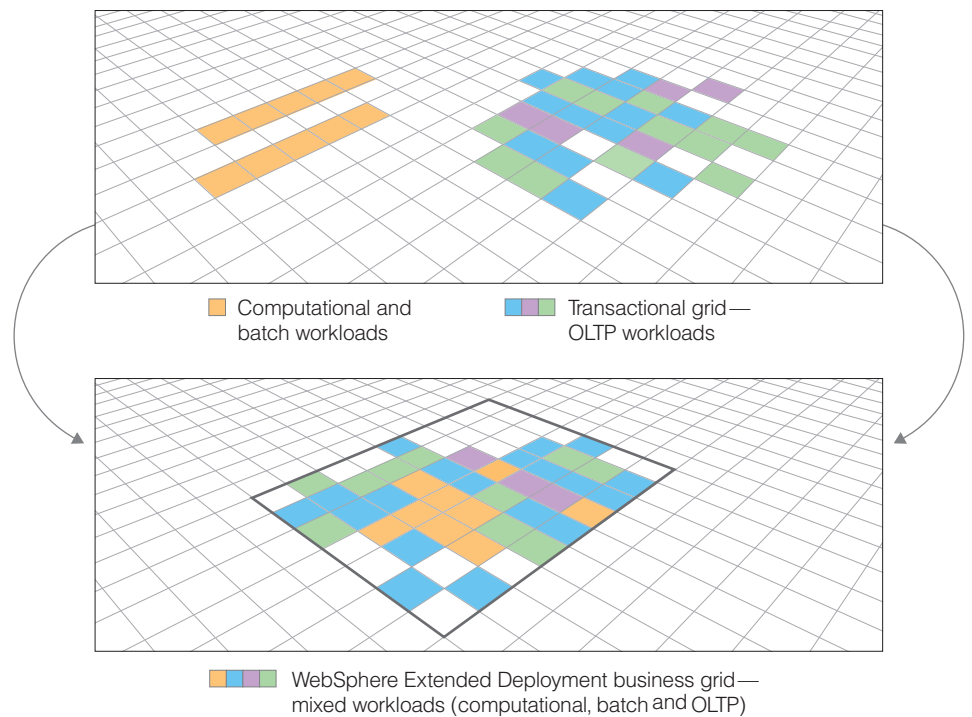 Computational and
batch workloads
Transactional grid—
OLTP workloads
WebSphere Extended Deployment business grid—
mixed workloads (computational, batch and OLTP)